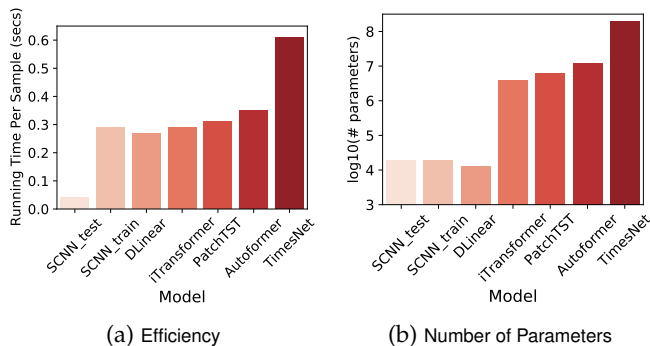 Running Time Per Sample (secs)
0.6
0.5
0.4
0.3
0.2
0.1
0.0
SCNN_test
SCNN_train
DLinear
iTransformer
PatchTST
Autoformer
TimesNet
Model
(a) Efficiency
log10(# parameters)
8
7
6
5
4
3
SCNN_test
SCNN_train
DLinear
iTransformer
PatchTST
Autoformer
TimesNet
Model
(b) Number of Parameters